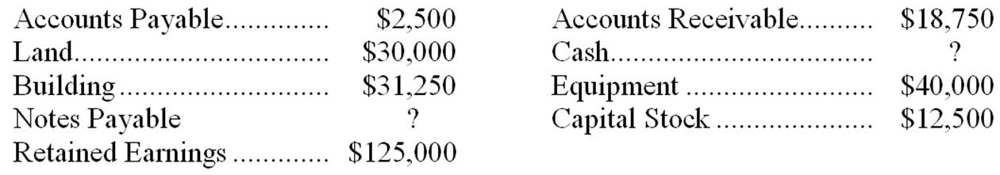 Accounts Payable.............. $2,500 Accounts Receivable.......... $18,750
Land.................................. $30,000 Cash................................... ?
Building............................ $31,250 Equipment ......................... $40,000
Notes Payable ? Capital Stock ..................... $12,500
Retained Earnings ............. $125,000